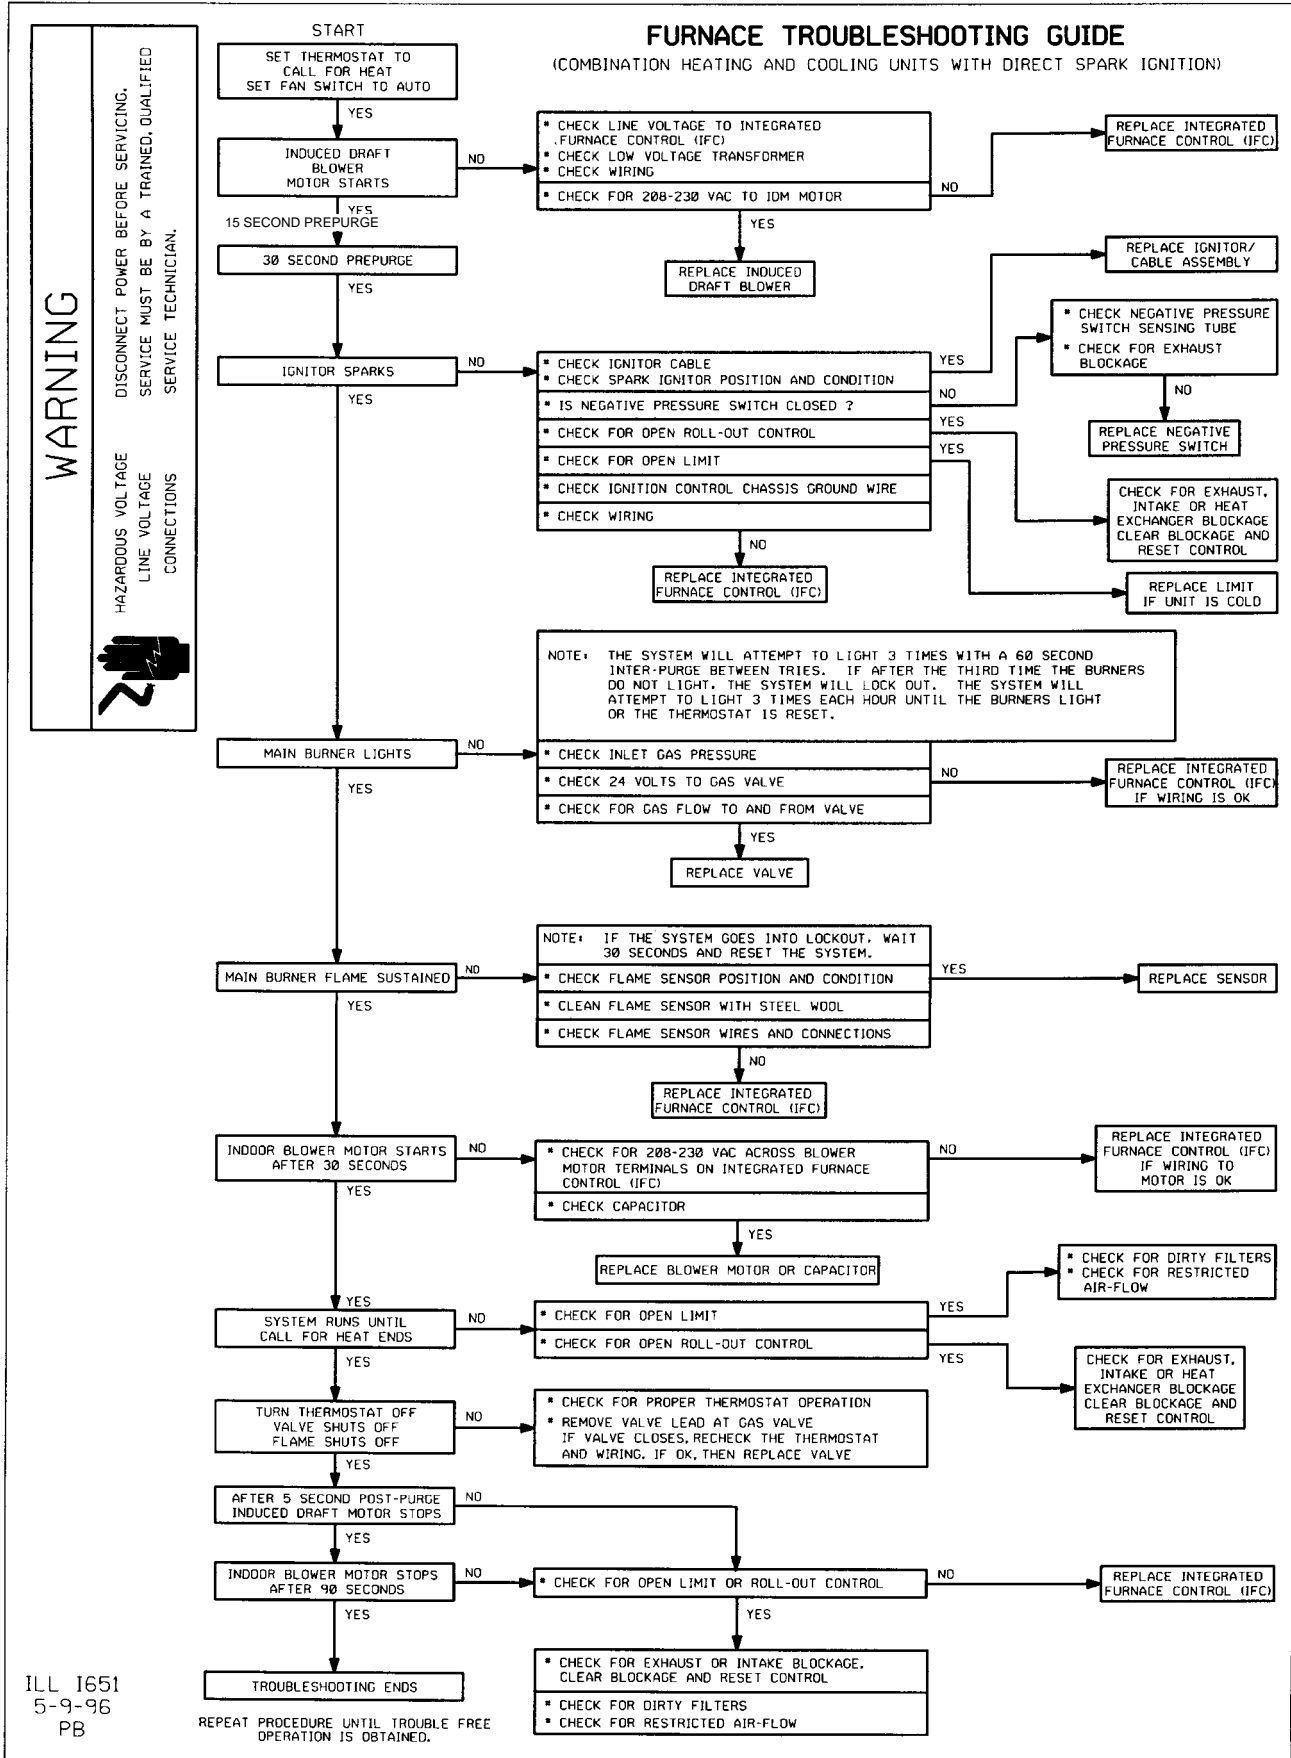 FURNACE TROUBLESHOOTING GUIDE
(COMBINATION HEATING AND COOLING UNITS WITH DIRECT SPARK IGNITION)
WARNING
HAZARDOUS VOLTAGE
LINE VOLTAGE
CONNECTIONS
DISCONNECT POWER BEFORE SERVICING.
SERVICE MUST BE BY A TRAINED, QUALIFIED
SERVICE TECHNICIAN.
START
SET THERMOSTAT TO
CALL FOR HEAT
SET FAN SWITCH TO AUTO
YES
INDUCED DRAFT
BLOWER
MOTOR STARTS
NO
* CHECK LINE VOLTAGE TO INTEGRATED
FURNACE CONTROL (IFC)
* CHECK LOW VOLTAGE TRANSFORMER
* CHECK WIRING
* CHECK FOR 208-230 VAC TO IDM MOTOR
NO
REPLACE INTEGRATED
FURNACE CONTROL (IFC)
YES
REPLACE INDUCED
DRAFT BLOWER
YES
15 SECOND PREPURGE
30 SECOND PREPURGE
YES
IGNITOR SPARKS
NO
* CHECK IGNITOR CABLE
* CHECK SPARK IGNITOR POSITION AND CONDITION
YES
REPLACE IGNITOR/
CABLE ASSEMBLY
* IS NEGATIVE PRESSURE SWITCH CLOSED ?
NO
* CHECK NEGATIVE PRESSURE
SWITCH SENSING TUBE
* CHECK FOR EXHAUST
BLOCKAGE
NO
REPLACE NEGATIVE
PRESSURE SWITCH
* CHECK FOR OPEN ROLL-OUT CONTROL
YES
CHECK FOR EXHAUST,
INTAKE OR HEAT
EXCHANGER BLOCKAGE
CLEAR BLOCKAGE AND
RESET CONTROL
* CHECK FOR OPEN LIMIT
YES
REPLACE LIMIT
IF UNIT IS COLD
* CHECK IGNITION CONTROL CHASSIS GROUND WIRE
* CHECK WIRING
NO
REPLACE INTEGRATED
FURNACE CONTROL (IFC)
YES
NOTE: THE SYSTEM WILL ATTEMPT TO LIGHT 3 TIMES WITH A 60 SECOND
INTER-PURGE BETWEEN TRIES. IF AFTER THE THIRD TIME THE BURNERS
DO NOT LIGHT, THE SYSTEM WILL LOCK OUT. THE SYSTEM WILL
ATTEMPT TO LIGHT 3 TIMES EACH HOUR UNTIL THE BURNERS LIGHT
OR THE THERMOSTAT IS RESET.
MAIN BURNER LIGHTS
NO
* CHECK INLET GAS PRESSURE
* CHECK 24 VOLTS TO GAS VALVE
NO
REPLACE INTEGRATED
FURNACE CONTROL (IFC)
IF WIRING IS OK
* CHECK FOR GAS FLOW TO AND FROM VALVE
YES
REPLACE VALVE
YES
NOTE: IF THE SYSTEM GOES INTO LOCKOUT, WAIT
30 SECONDS AND RESET THE SYSTEM.
MAIN BURNER FLAME SUSTAINED
NO
* CHECK FLAME SENSOR POSITION AND CONDITION
YES
REPLACE SENSOR
* CLEAN FLAME SENSOR WITH STEEL WOOL
* CHECK FLAME SENSOR WIRES AND CONNECTIONS
NO
REPLACE INTEGRATED
FURNACE CONTROL (IFC)
YES
INDOOR BLOWER MOTOR STARTS
AFTER 30 SECONDS
NO
* CHECK FOR 208-230 VAC ACROSS BLOWER
MOTOR TERMINALS ON INTEGRATED FURNACE
CONTROL (IFC)
NO
REPLACE INTEGRATED
FURNACE CONTROL (IFC)
IF WIRING TO
MOTOR IS OK
* CHECK CAPACITOR
YES
REPLACE BLOWER MOTOR OR CAPACITOR
YES
YES
SYSTEM RUNS UNTIL
CALL FOR HEAT ENDS
NO
* CHECK FOR OPEN LIMIT
YES
* CHECK FOR DIRTY FILTERS
* CHECK FOR RESTRICTED
AIR-FLOW
* CHECK FOR OPEN ROLL-OUT CONTROL
YES
CHECK FOR EXHAUST,
INTAKE OR HEAT
EXCHANGER BLOCKAGE
CLEAR BLOCKAGE AND
RESET CONTROL
YES
TURN THERMOSTAT OFF
VALVE SHUTS OFF
FLAME SHUTS OFF
NO
* CHECK FOR PROPER THERMOSTAT OPERATION
* REMOVE VALVE LEAD AT GAS VALVE
IF VALVE CLOSES, RECHECK THE THERMOSTAT
AND WIRING. IF OK, THEN REPLACE VALVE
YES
AFTER 5 SECOND POST-PURGE
INDUCED DRAFT MOTOR STOPS
NO
YES
INDOOR BLOWER MOTOR STOPS
AFTER 90 SECONDS
NO
* CHECK FOR OPEN LIMIT OR ROLL-OUT CONTROL
NO
REPLACE INTEGRATED
FURNACE CONTROL (IFC)
YES
* CHECK FOR EXHAUST OR INTAKE BLOCKAGE,
CLEAR BLOCKAGE AND RESET CONTROL
* CHECK FOR DIRTY FILTERS
* CHECK FOR RESTRICTED AIR-FLOW
YES
TROUBLESHOOTING ENDS
REPEAT PROCEDURE UNTIL TROUBLE FREE
OPERATION IS OBTAINED.
ILL I651
5-9-96
PB